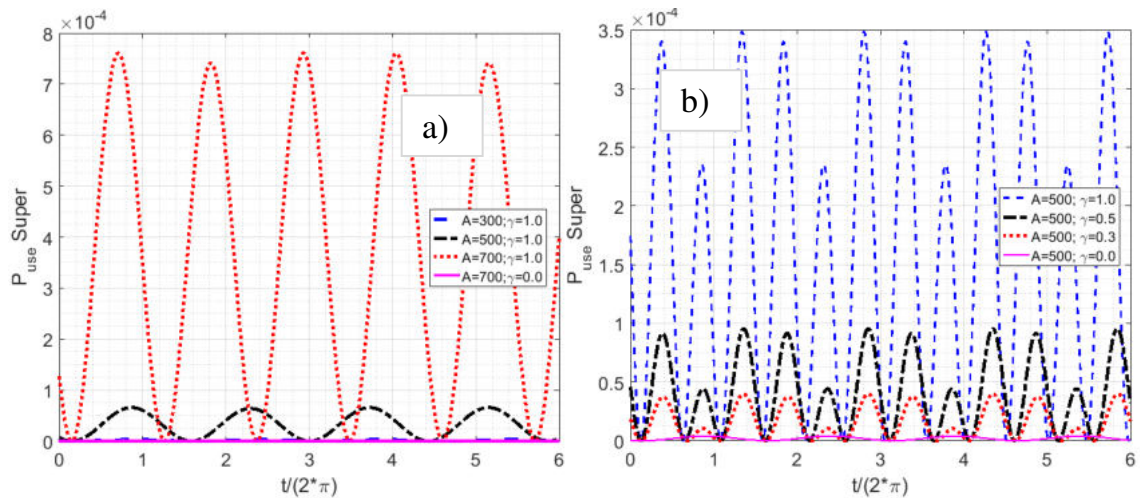 ×10⁻⁴
8
7
6
5
4
3
2
1
0
P_use Super
a)
A=300;γ=1.0
A=500;γ=1.0
A=700;γ=1.0
A=700;γ=0.0
0 1 2 3 4 5 6
t/(2*π)
×10⁻⁴
3.5
3
2.5
2
1.5
1
0.5
0
P_use Super
b)
A=500; γ=1.0
A=500; γ=0.5
A=500; γ=0.3
A=500; γ=0.0
0 1 2 3 4 5 6
t/(2*π)